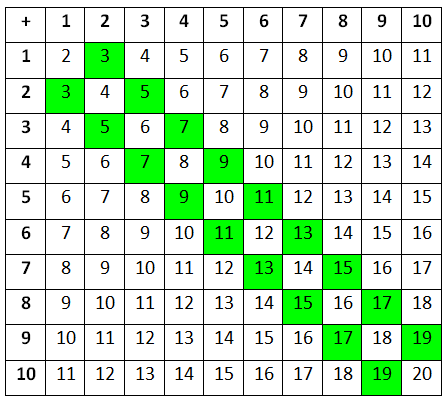 + 1 2 3 4 5 6 7 8 9 10
1 2 3 4 5 6 7 8 9 10 11
2 3 4 5 6 7 8 9 10 11 12
3 4 5 6 7 8 9 10 11 12 13
4 5 6 7 8 9 10 11 12 13 14
5 6 7 8 9 10 11 12 13 14 15
6 7 8 9 10 11 12 13 14 15 16
7 8 9 10 11 12 13 14 15 16 17
8 9 10 11 12 13 14 15 16 17 18
9 10 11 12 13 14 15 16 17 18 19
10 11 12 13 14 15 16 17 18 19 20